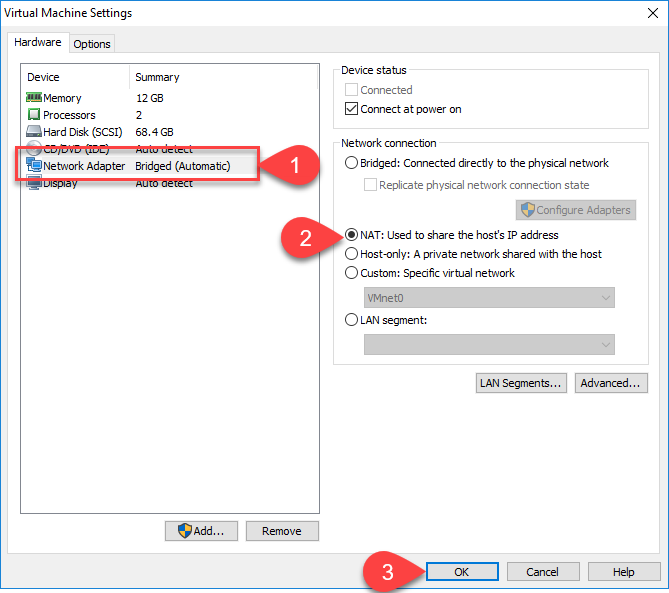 Virtual Machine Settings
Hardware
Options
Device Summary
Memory 12 GB
Processors 2
Hard Disk (SCSI) 68.4 GB
CD/DVD (IDE) Auto detect
Network Adapter Bridged (Automatic)
Display Auto detect
1
Add...
Remove
Device status
Connected
Connect at power on
Network connection
Bridged: Connected directly to the physical network
Replicate physical network connection state
Configure Adapters
2
NAT: Used to share the host's IP address
Host-only: A private network shared with the host
Custom: Specific virtual network
VMnet0
LAN segment:
LAN Segments...
Advanced...
3
OK
Cancel
Help